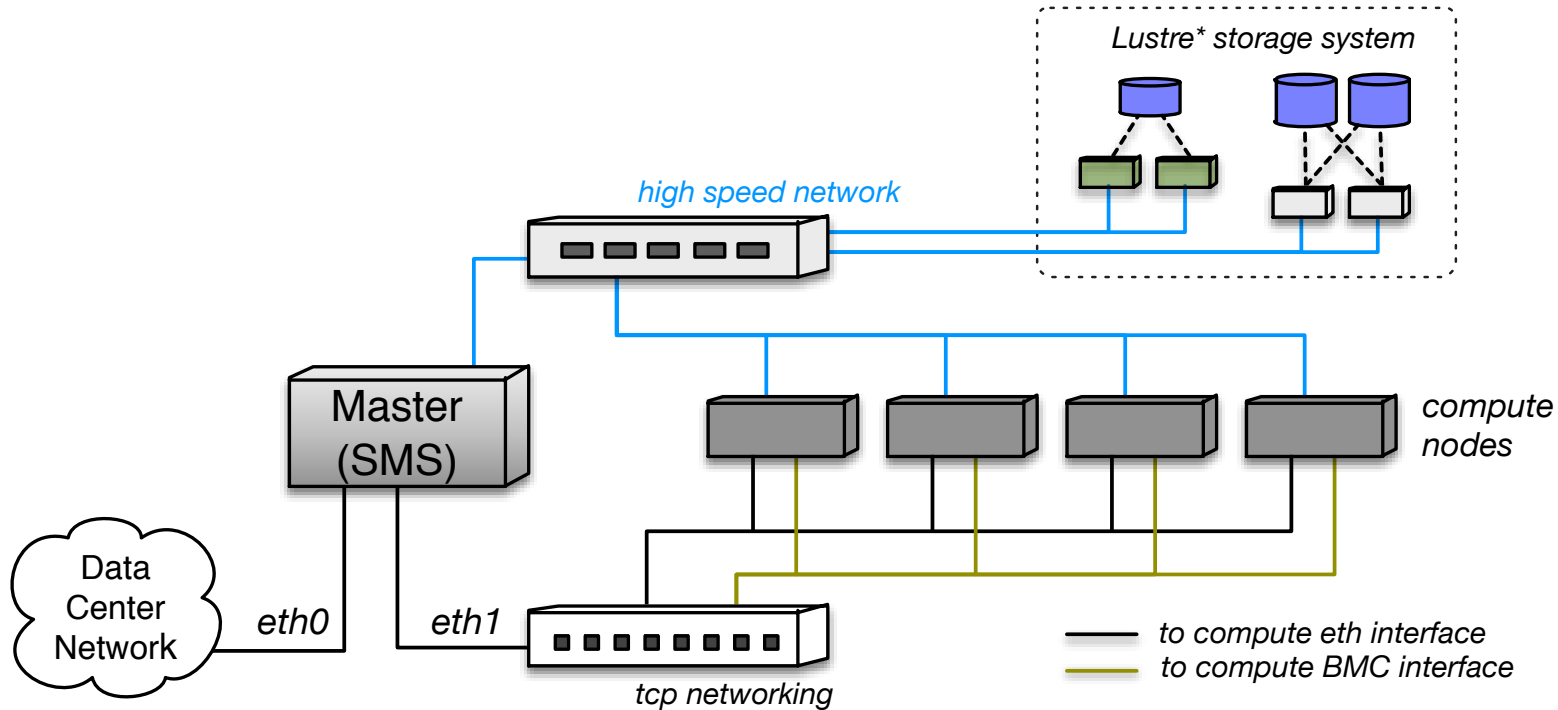 Lustre* storage system
high speed network
Master
(SMS)
compute
nodes
Data
Center
Network
eth0
eth1
to compute eth interface
to compute BMC interface
tcp networking